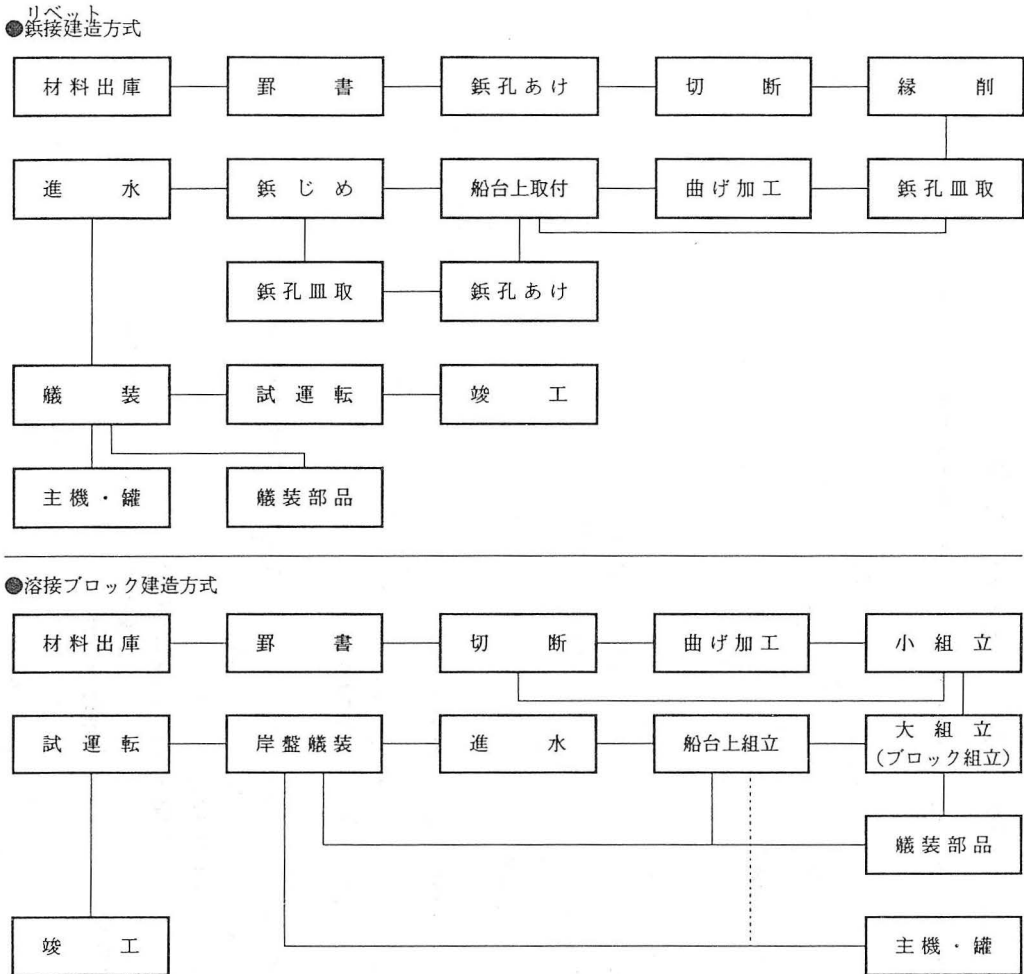 リベット
●鋲接建造方式
材料出庫
罫書
鋲孔あけ
切断
縁削
進水
鋲じめ
船台上取付
曲げ加工
鋲孔皿取
鋲孔皿取
鋲孔あけ
艤装
試運転
竣工
主機・罐
艤装部品
●溶接ブロック建造方式
材料出庫
罫書
切断
曲げ加工
小組立
試運転
岸盤艤装
進水
船台上組立
大組立
(ブロック組立)
艤装部品
竣工
主機・罐